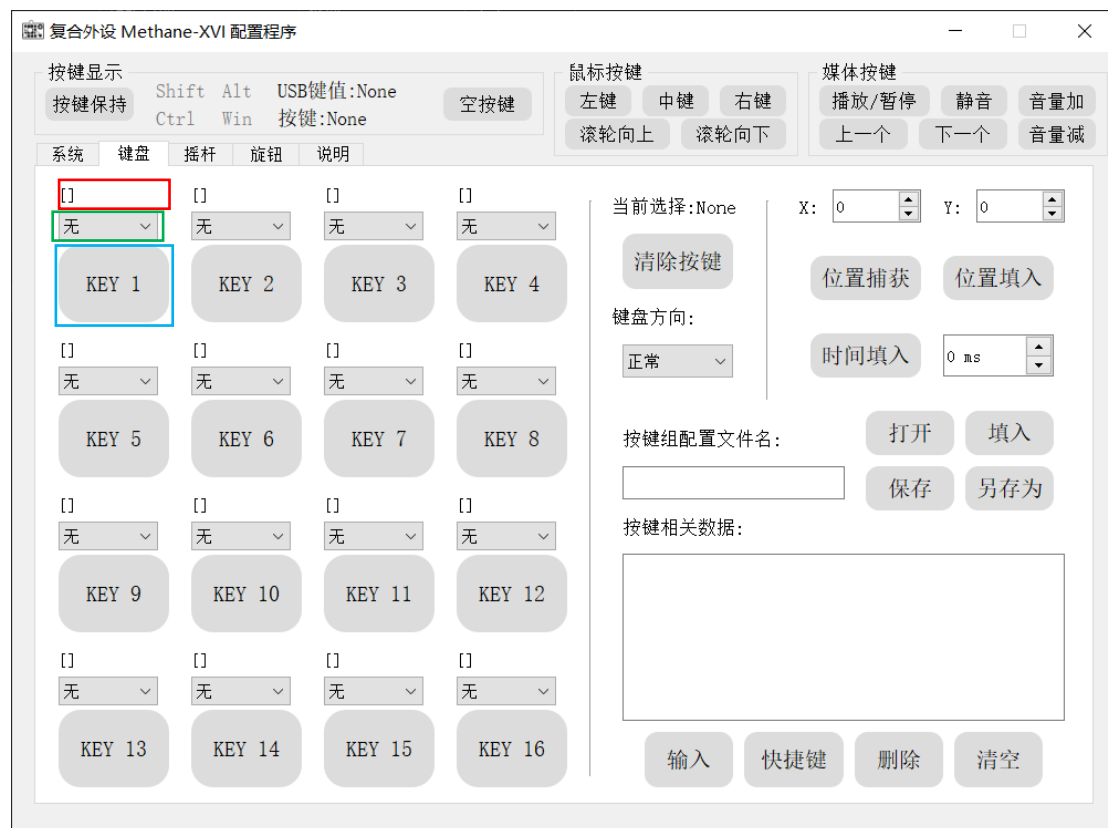 复合外设 Methane-XVI 配置程序
按键显示
按键保持 Shift Alt USB键值:None 空按键
Ctrl Win 按键:None
鼠标按键
左键 中键 右键
滚轮向上 滚轮向下
媒体按键
播放/暂停 静音 音量加
上一个 下一个 音量减
系统 键盘 摇杆 旋钮 说明
[] [] [] []
无 无 无 无
KEY 1 KEY 2 KEY 3 KEY 4
[] [] [] []
无 无 无 无
KEY 5 KEY 6 KEY 7 KEY 8
[] [] [] []
无 无 无 无
KEY 9 KEY 10 KEY 11 KEY 12
[] [] [] []
无 无 无 无
KEY 13 KEY 14 KEY 15 KEY 16
当前选择:None
清除按键
键盘方向:
正常
X: 0 Y: 0
位置捕获 位置填入
时间填入 0 ms
按键组配置文件名:
打开 填入
保存 另存为
按键相关数据:
输入 快捷键 删除 清空